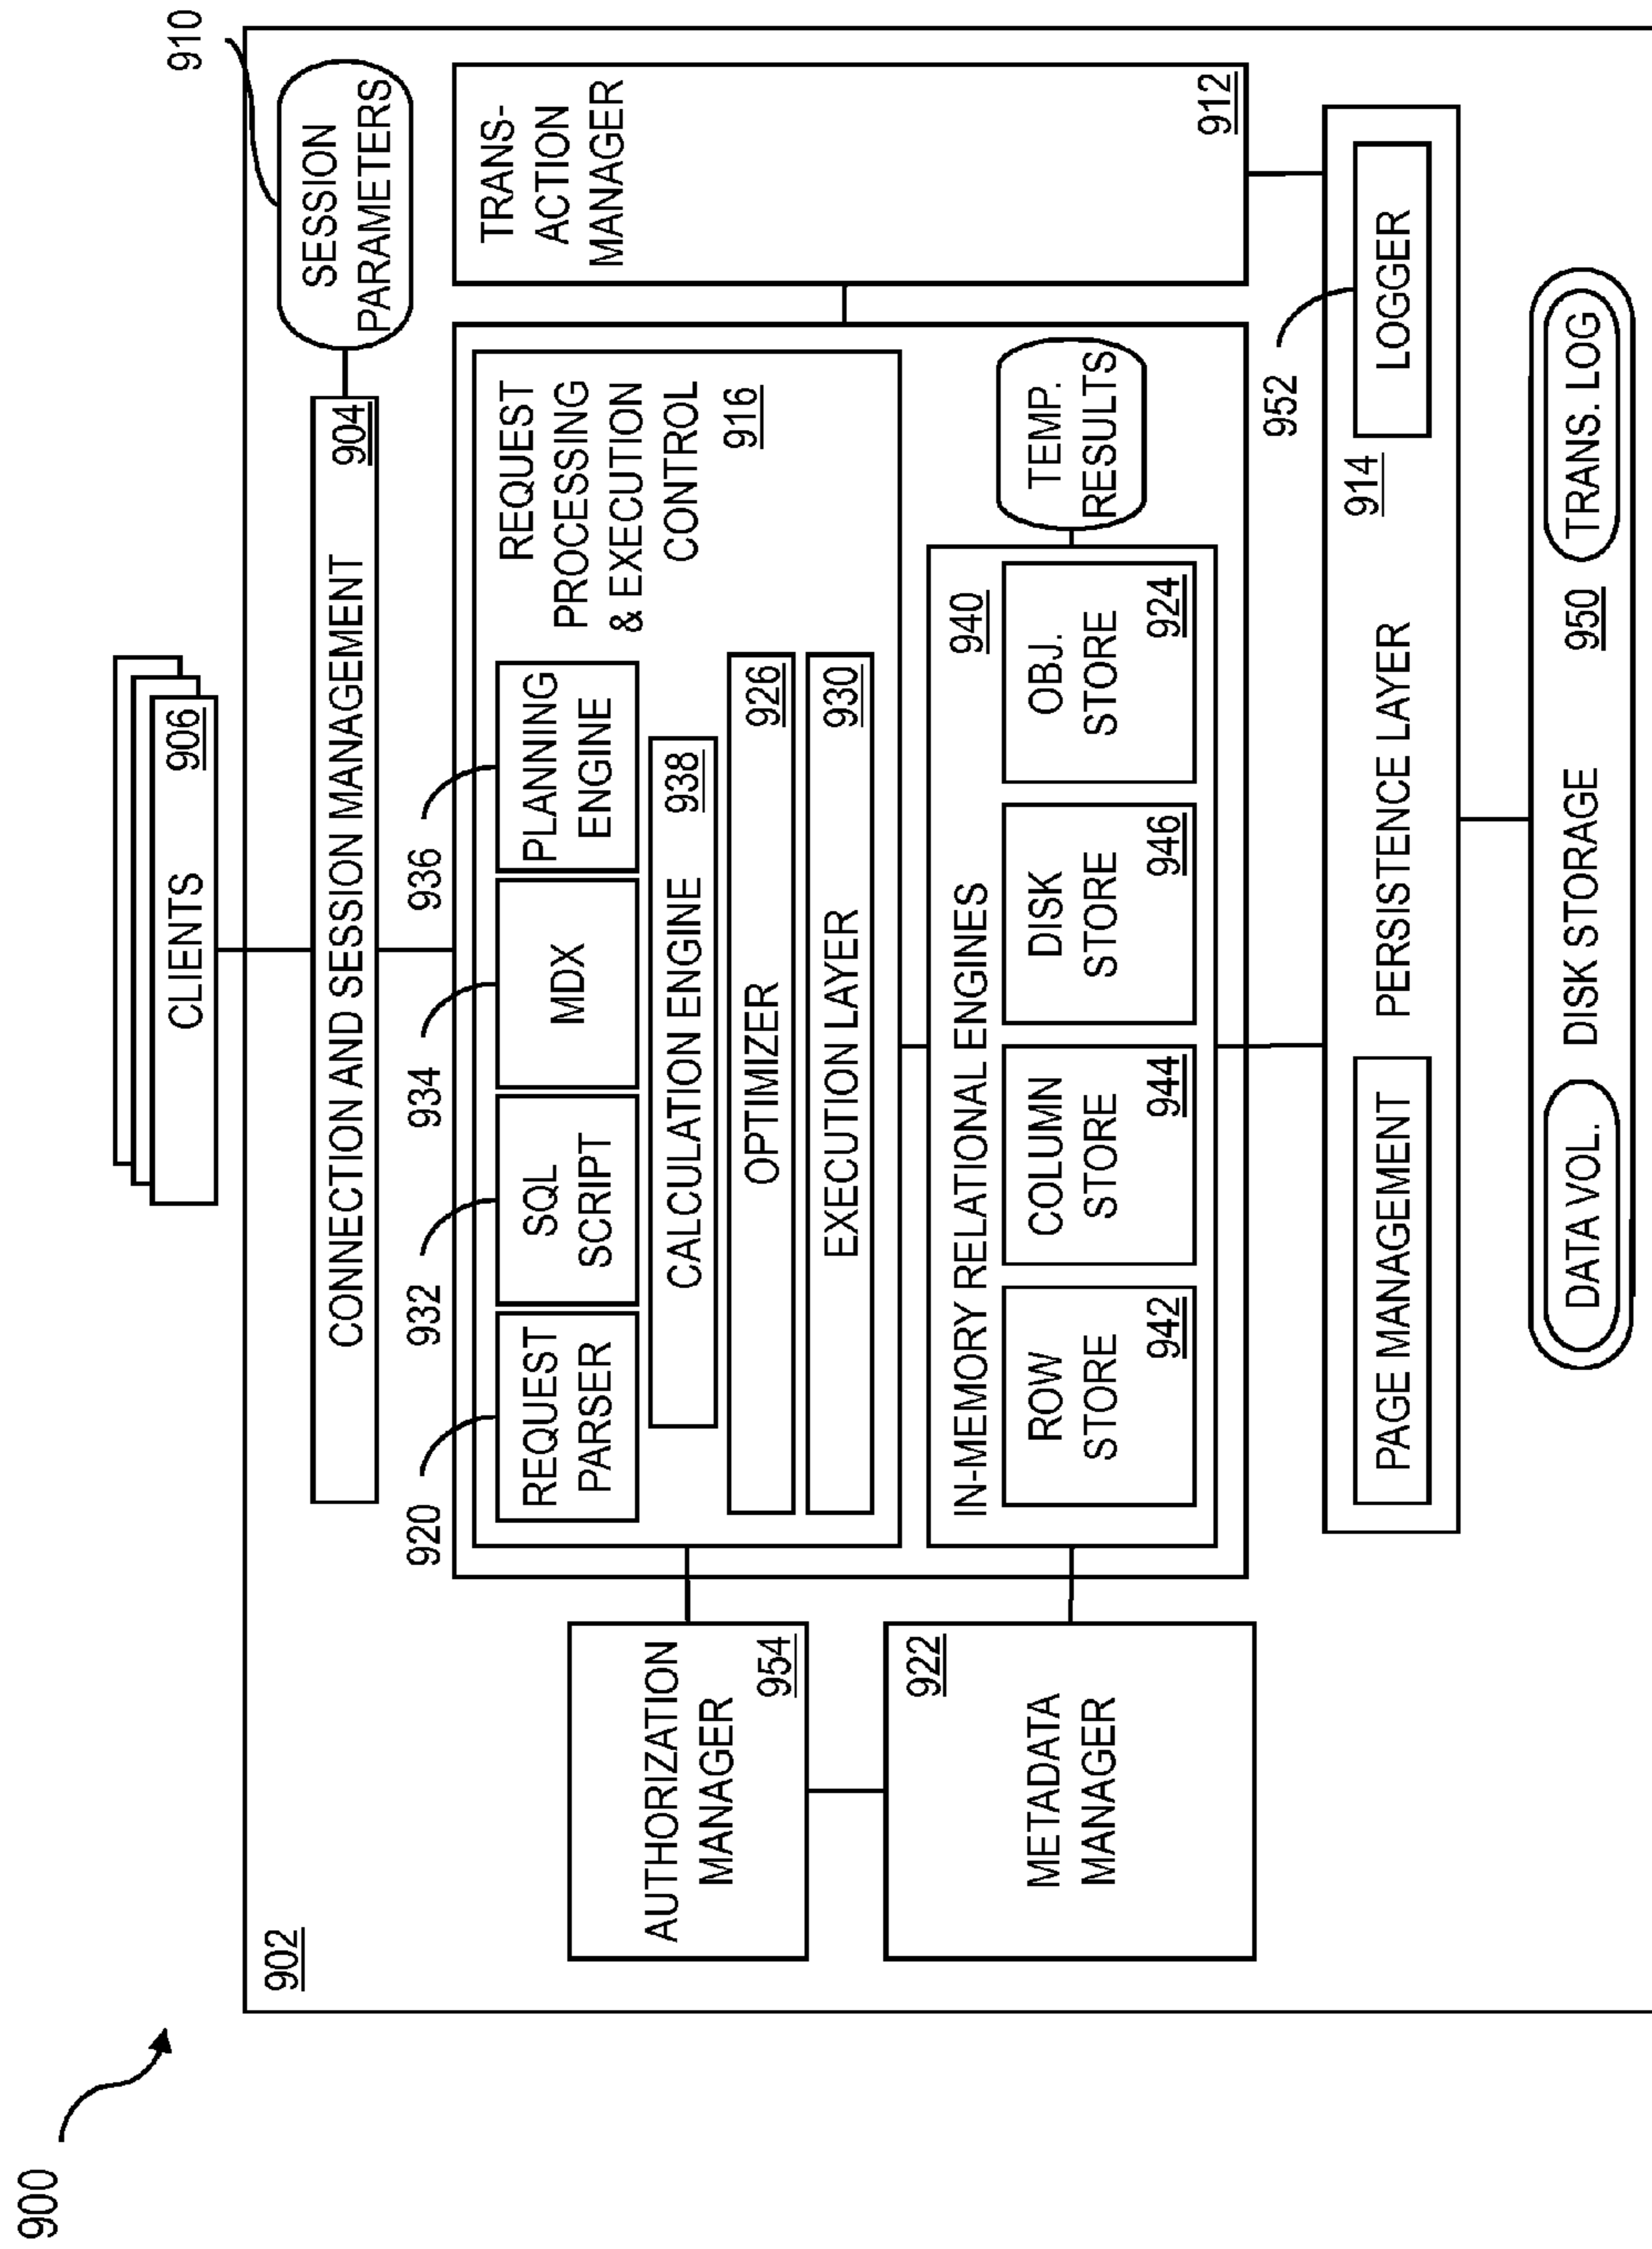 900
902
CLIENTS
906
910
SESSION
PARAMETERS
CONNECTION AND SESSION MANAGEMENT
904
920
932
934
936
REQUEST
PARSER
SQL
SCRIPT
MDX
PLANNING
ENGINE
REQUEST
PROCESSING
& EXECUTION
CONTROL
916
CALCULATION ENGINE
938
OPTIMIZER
926
EXECUTION LAYER
930
TRANS-
ACTION
MANAGER
912
AUTHORIZATION
MANAGER
954
METADATA
MANAGER
922
IN-MEMORY RELATIONAL ENGINES
940
ROW
STORE
942
COLUMN
STORE
944
DISK
STORE
946
OBJ.
STORE
924
TEMP.
RESULTS
952
PAGE MANAGEMENT
PERSISTENCE LAYER
914
LOGGER
DATA VOL.
DISK STORAGE
950
TRANS. LOG